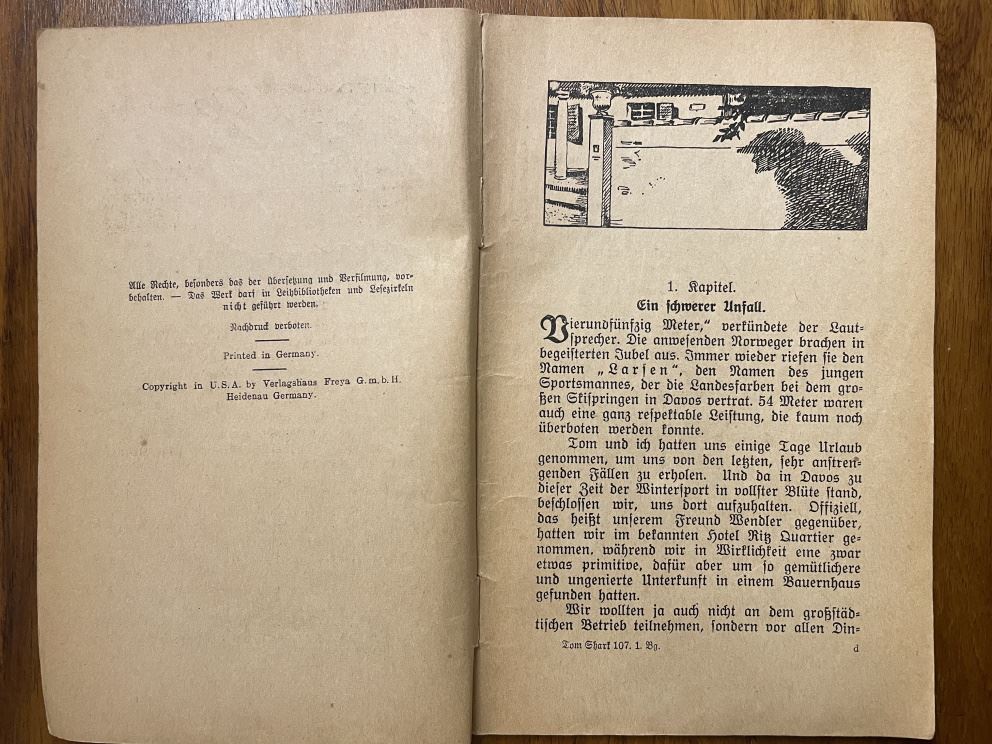 Alle Rechte, besonders das der Übersetzung und Verfilmung, vor-
behalten. — Das Werk darf in Leihbibliotheken und Lesezirkeln
nicht geführt werden.
Nachdruck verboten.
Printed in Germany.
Copyright in U.S.A. by Verlagshaus Freya G.m.b.H.
Heidenau Germany.
1. Kapitel.
Ein schwerer Unfall.
Vierundfünfzig Meter,“ verkündete der Laut-
sprecher. Die anwesenden Norweger brachen in
begeisterten Jubel aus. Immer wieder riefen sie den
Namen „Larsen“, den Namen des jungen
Sportsmannes, der die Landesfarben bei dem gro-
ßen Skispringen in Davos vertrat. 54 Meter waren
auch eine ganz respektable Leistung, die kaum noch
überboten werden konnte.
Tom und ich hatten uns einige Tage Urlaub
genommen, um uns von den letzten, sehr anstren-
genden Fällen zu erholen. Und da in Davos zu
dieser Zeit der Wintersport in vollster Blüte stand,
beschlossen wir, uns dort aufzuhalten. Offiziell,
das heißt unserem Freund Wendler gegenüber,
hatten wir im bekannten Hotel Ritz Quartier ge-
nommen, während wir in Wirklichkeit eine zwar
etwas primitive, dafür aber um so gemütlichere
und ungenierte Unterkunft in einem Bauernhaus
gefunden hatten.
Wir wollten ja auch nicht an dem großstäd-
tischen Betrieb teilnehmen, sondern vor allen Din-
Tom Shark 107. 1. Bg.
d